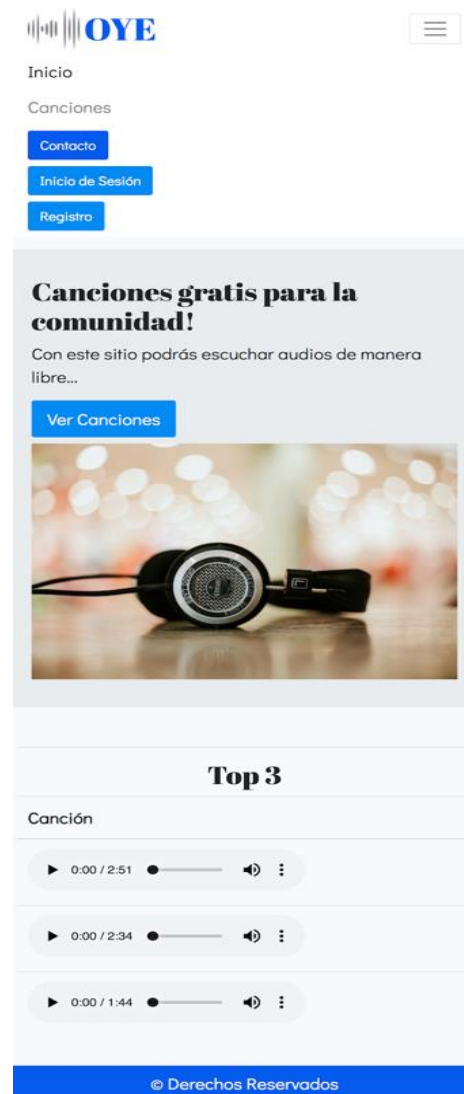 OYE
Inicio
Canciones
Contacto
Inicio de Sesión
Registro
Canciones gratis para la
comunidad!
Con este sitio podrás escuchar audios de manera
libre...
Ver Canciones
Top 3
Canción
0:00 / 2:51
0:00 / 2:34
0:00 / 1:44
© Derechos Reservados